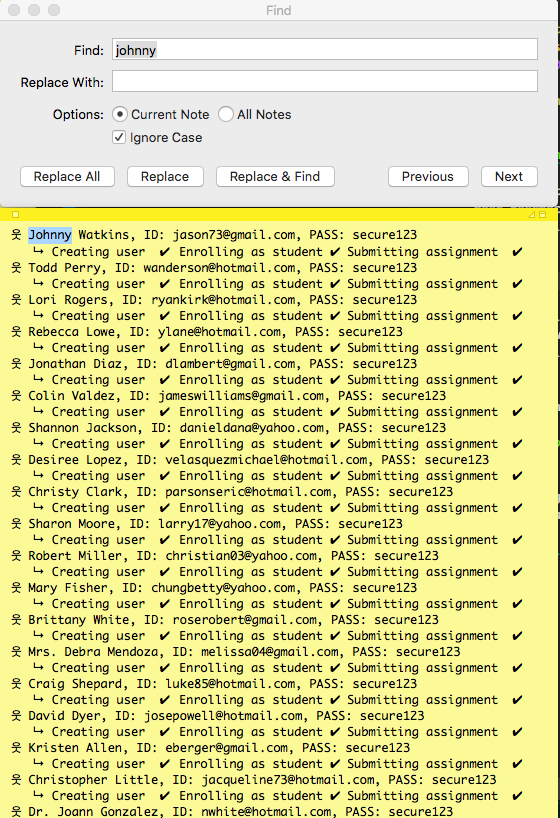 Find
Find: johnny
Replace With:
Options: Current Note All Notes
Ignore Case
Replace All Replace Replace & Find Previous Next
웃 Johnny Watkins, ID: jason73@gmail.com, PASS: secure123
↪ Creating user ✔ Enrolling as student ✔ Submitting assignment ✔
웃 Todd Perry, ID: wanderson@hotmail.com, PASS: secure123
↪ Creating user ✔ Enrolling as student ✔ Submitting assignment ✔
웃 Lori Rogers, ID: ryankirk@hotmail.com, PASS: secure123
↪ Creating user ✔ Enrolling as student ✔ Submitting assignment ✔
웃 Rebecca Lowe, ID: ylane@hotmail.com, PASS: secure123
↪ Creating user ✔ Enrolling as student ✔ Submitting assignment ✔
웃 Jonathan Diaz, ID: dlambert@gmail.com, PASS: secure123
↪ Creating user ✔ Enrolling as student ✔ Submitting assignment ✔
웃 Colin Valdez, ID: jameswilliams@gmail.com, PASS: secure123
↪ Creating user ✔ Enrolling as student ✔ Submitting assignment ✔
웃 Shannon Jackson, ID: danieldana@yahoo.com, PASS: secure123
↪ Creating user ✔ Enrolling as student ✔ Submitting assignment ✔
웃 Desiree Lopez, ID: velasquezmichael@hotmail.com, PASS: secure123
↪ Creating user ✔ Enrolling as student ✔ Submitting assignment ✔
웃 Christy Clark, ID: parsonseric@hotmail.com, PASS: secure123
↪ Creating user ✔ Enrolling as student ✔ Submitting assignment ✔
웃 Sharon Moore, ID: larry17@yahoo.com, PASS: secure123
↪ Creating user ✔ Enrolling as student ✔ Submitting assignment ✔
웃 Robert Miller, ID: christian03@yahoo.com, PASS: secure123
↪ Creating user ✔ Enrolling as student ✔ Submitting assignment ✔
웃 Mary Fisher, ID: chungbetty@yahoo.com, PASS: secure123
↪ Creating user ✔ Enrolling as student ✔ Submitting assignment ✔
웃 Brittany White, ID: roserobert@gmail.com, PASS: secure123
↪ Creating user ✔ Enrolling as student ✔ Submitting assignment ✔
웃 Mrs. Debra Mendoza, ID: melissa04@gmail.com, PASS: secure123
↪ Creating user ✔ Enrolling as student ✔ Submitting assignment ✔
웃 Craig Shepard, ID: luke85@hotmail.com, PASS: secure123
↪ Creating user ✔ Enrolling as student ✔ Submitting assignment ✔
웃 David Dyer, ID: josepowell@hotmail.com, PASS: secure123
↪ Creating user ✔ Enrolling as student ✔ Submitting assignment ✔
웃 Kristen Allen, ID: eberger@gmail.com, PASS: secure123
↪ Creating user ✔ Enrolling as student ✔ Submitting assignment ✔
웃 Christopher Little, ID: jacqueline73@hotmail.com, PASS: secure123
↪ Creating user ✔ Enrolling as student ✔ Submitting assignment ✔
웃 Dr. Joann Gonzalez, ID: nwhite@hotmail.com, PASS: secure123